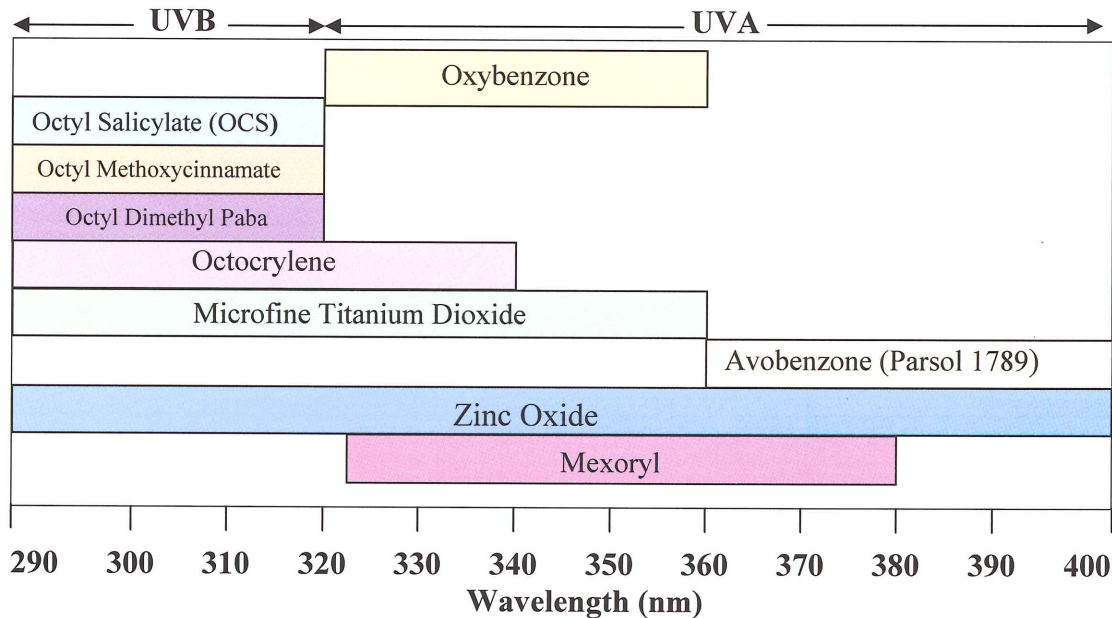 UVB UVA
Oxybenzone
Octyl Salicylate (OCS)
Octyl Methoxycinnamate
Octyl Dimethyl Paba
Octocrylene
Microfine Titanium Dioxide
Avobenzone (Parsol 1789)
Zinc Oxide
Mexoryl
290 300 310 320 330 340 350 360 370 380 390 400
Wavelength (nm)